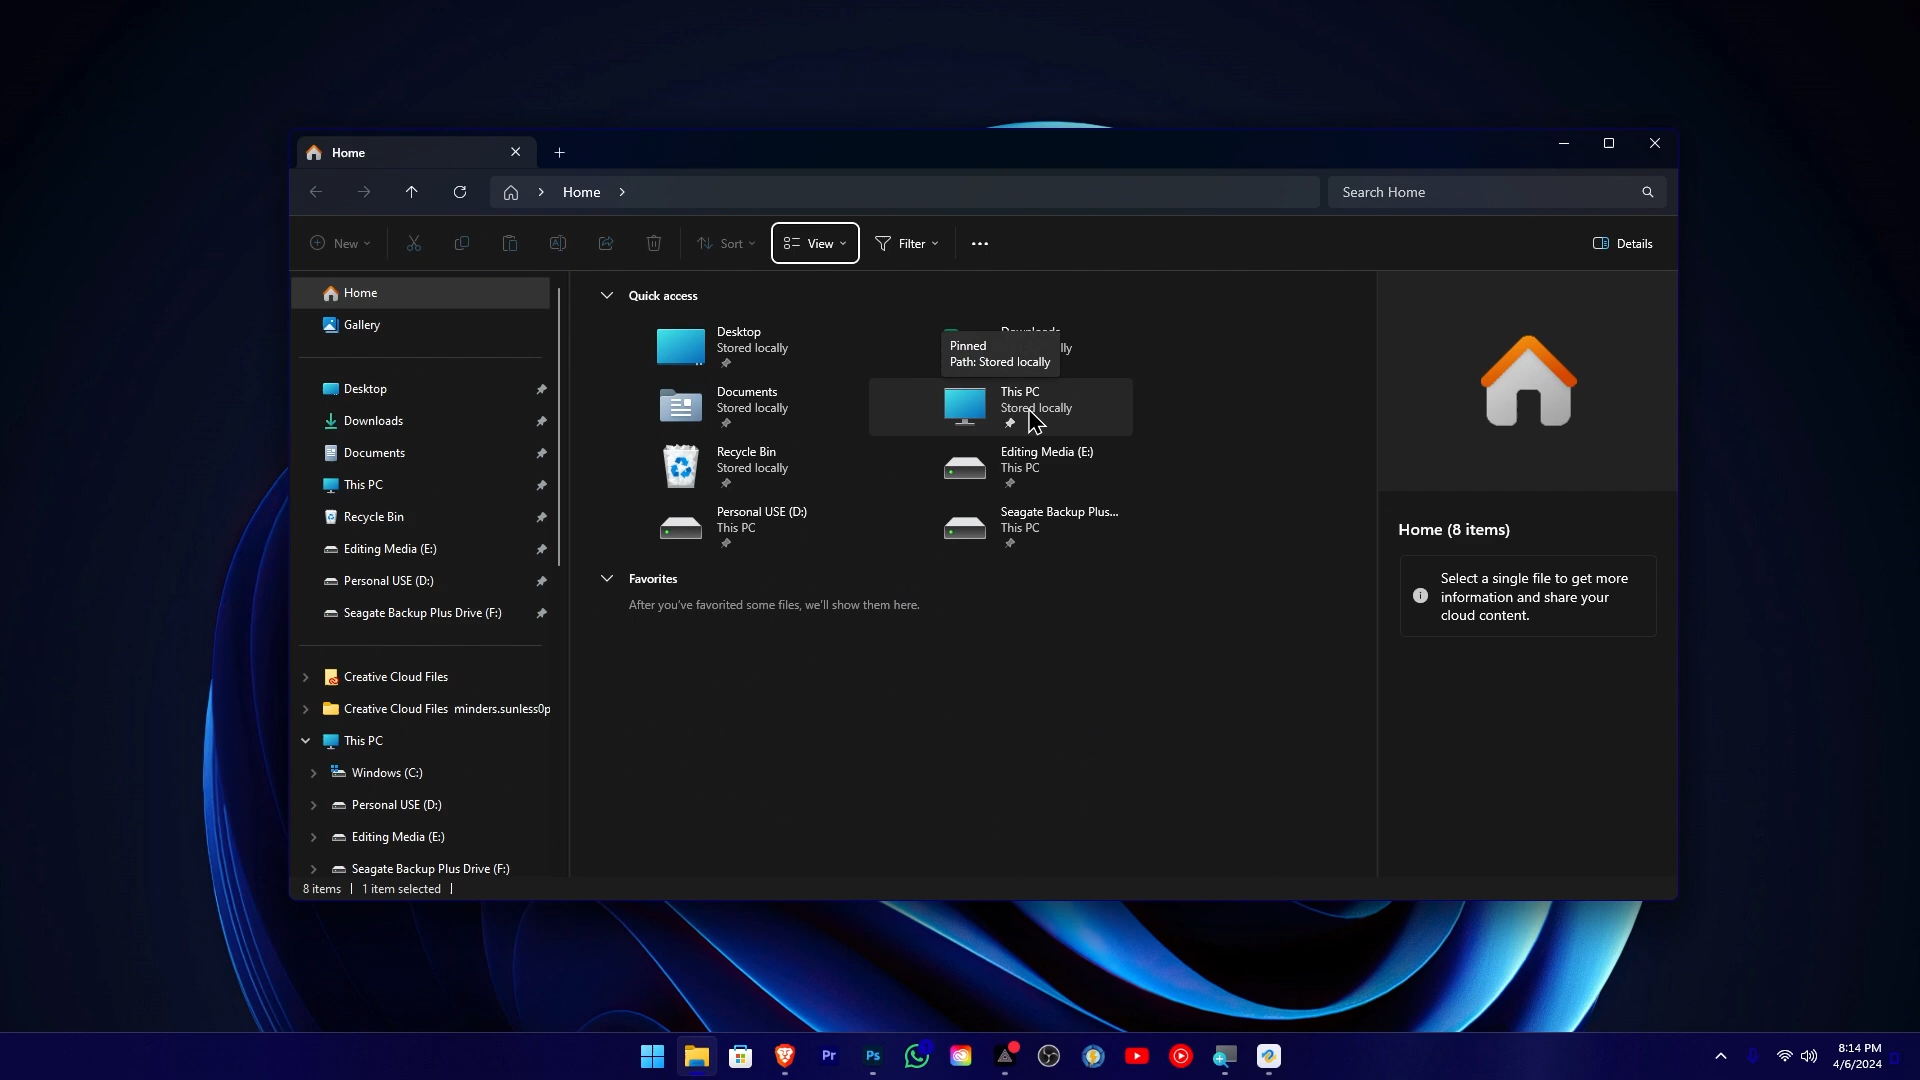 Home
Home
Search Home
New
Sort
View
Filter
Details
Home
Gallery
Desktop
Downloads
Documents
This PC
Recycle Bin
Editing Media (E:)
Personal USE (D:)
Seagate Backup Plus Drive (F:)
Creative Cloud Files
Creative Cloud Files minders.sunless0p
This PC
Windows (C:)
Personal USE (D:)
Editing Media (E:)
Seagate Backup Plus Drive (F:)
Quick access
Desktop
Stored locally
Downloads
Pinned
Path: Stored locally
Documents
Stored locally
This PC
Stored locally
Recycle Bin
Stored locally
Editing Media (E:)
This PC
Personal USE (D:)
This PC
Seagate Backup Plus...
This PC
Favorites
After you've favorited some files, we'll show them here.
Home (8 items)
Select a single file to get more
information and share your
cloud content.
8 items
1 item selected
Pr
Ps
8:14 PM
4/6/2024